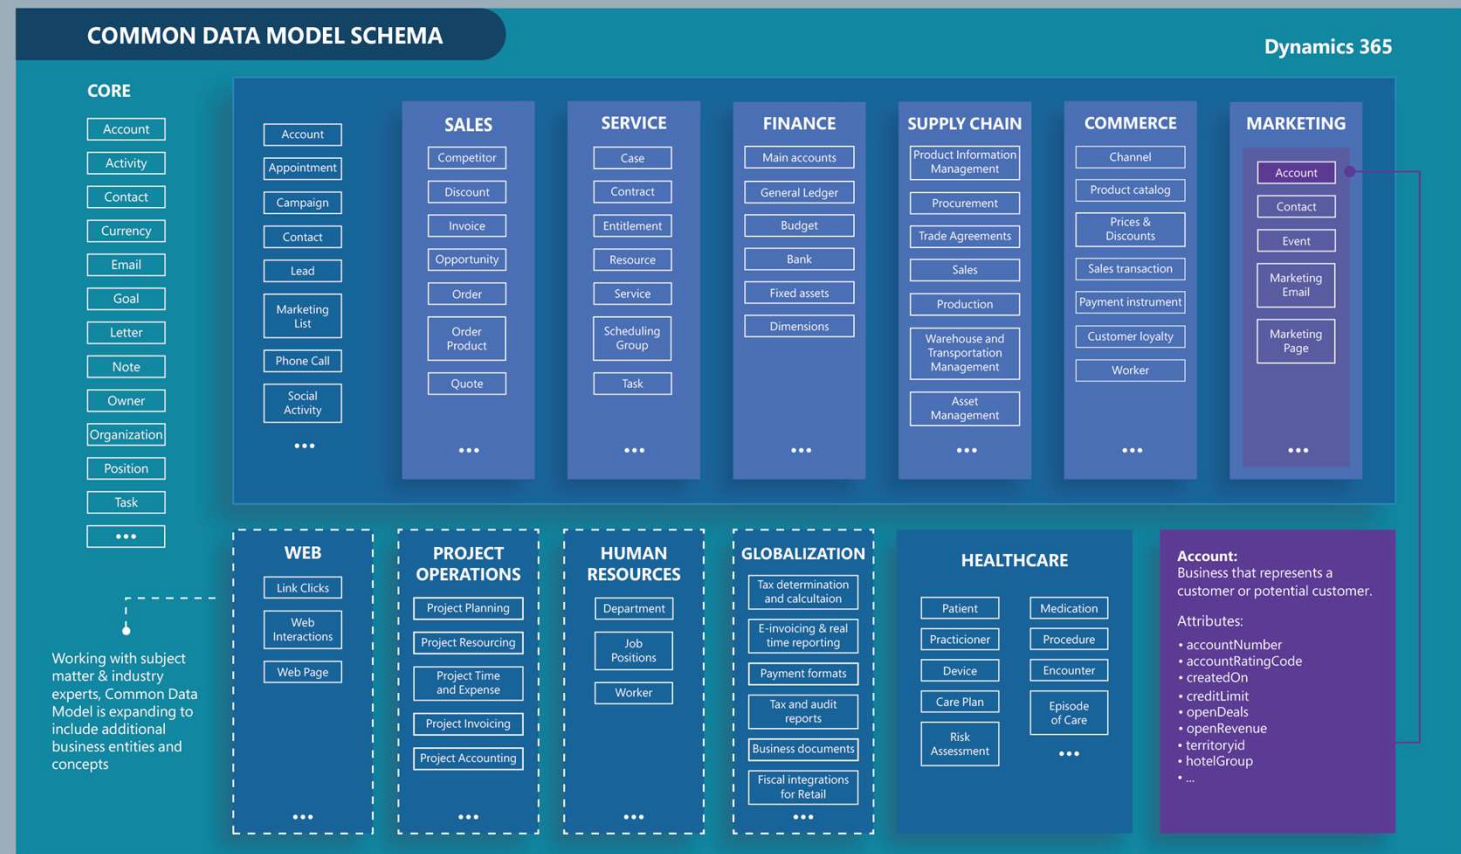 COMMON DATA MODEL SCHEMA
Dynamics 365
CORE
Account
Activity
Contact
Currency
Email
Goal
Letter
Note
Owner
Organization
Position
Task
...
Account
Appointment
Campaign
Contact
Lead
Marketing
List
Phone Call
Social
Activity
...
SALES
Competitor
Discount
Invoice
Opportunity
Order
Order
Product
Quote
...
SERVICE
Case
Contract
Entitlement
Resource
Service
Scheduling
Group
Task
...
FINANCE
Main accounts
General Ledger
Budget
Bank
Fixed assets
Dimensions
...
SUPPLY CHAIN
Product Information
Management
Procurement
Trade Agreements
Sales
Production
Warehouse and
Transportation
Management
Asset
Management
...
COMMERCE
Channel
Product catalog
Prices &
Discounts
Sales transaction
Payment instrument
Customer loyalty
Worker
...
MARKETING
Account
Contact
Event
Marketing
Email
Marketing
Page
...
Working with subject
matter & industry
experts, Common Data
Model is expanding to
include additional
business entities and
concepts
WEB
Link Clicks
Web
Interactions
Web Page
...
PROJECT
OPERATIONS
Project Planning
Project Resourcing
Project Time
and Expense
Project Invoicing
Project Accounting
...
HUMAN
RESOURCES
Department
Job
Positions
Worker
...
GLOBALIZATION
Tax determination
and calcultaion
E-invoicing & real
time reporting
Payment formats
Tax and audit
reports
Business documents
Fiscal integrations
for Retail
...
HEALTHCARE
Patient
Practicioner
Device
Care Plan
Risk
Assessment
Medication
Procedure
Encounter
Episode
of Care
...
Account:
Business that represents a
customer or potential customer.
Attributes:
• accountNumber
• accountRatingCode
• createdOn
• creditLimit
• openDeals
• openRevenue
• territoryid
• hotelGroup
• ...